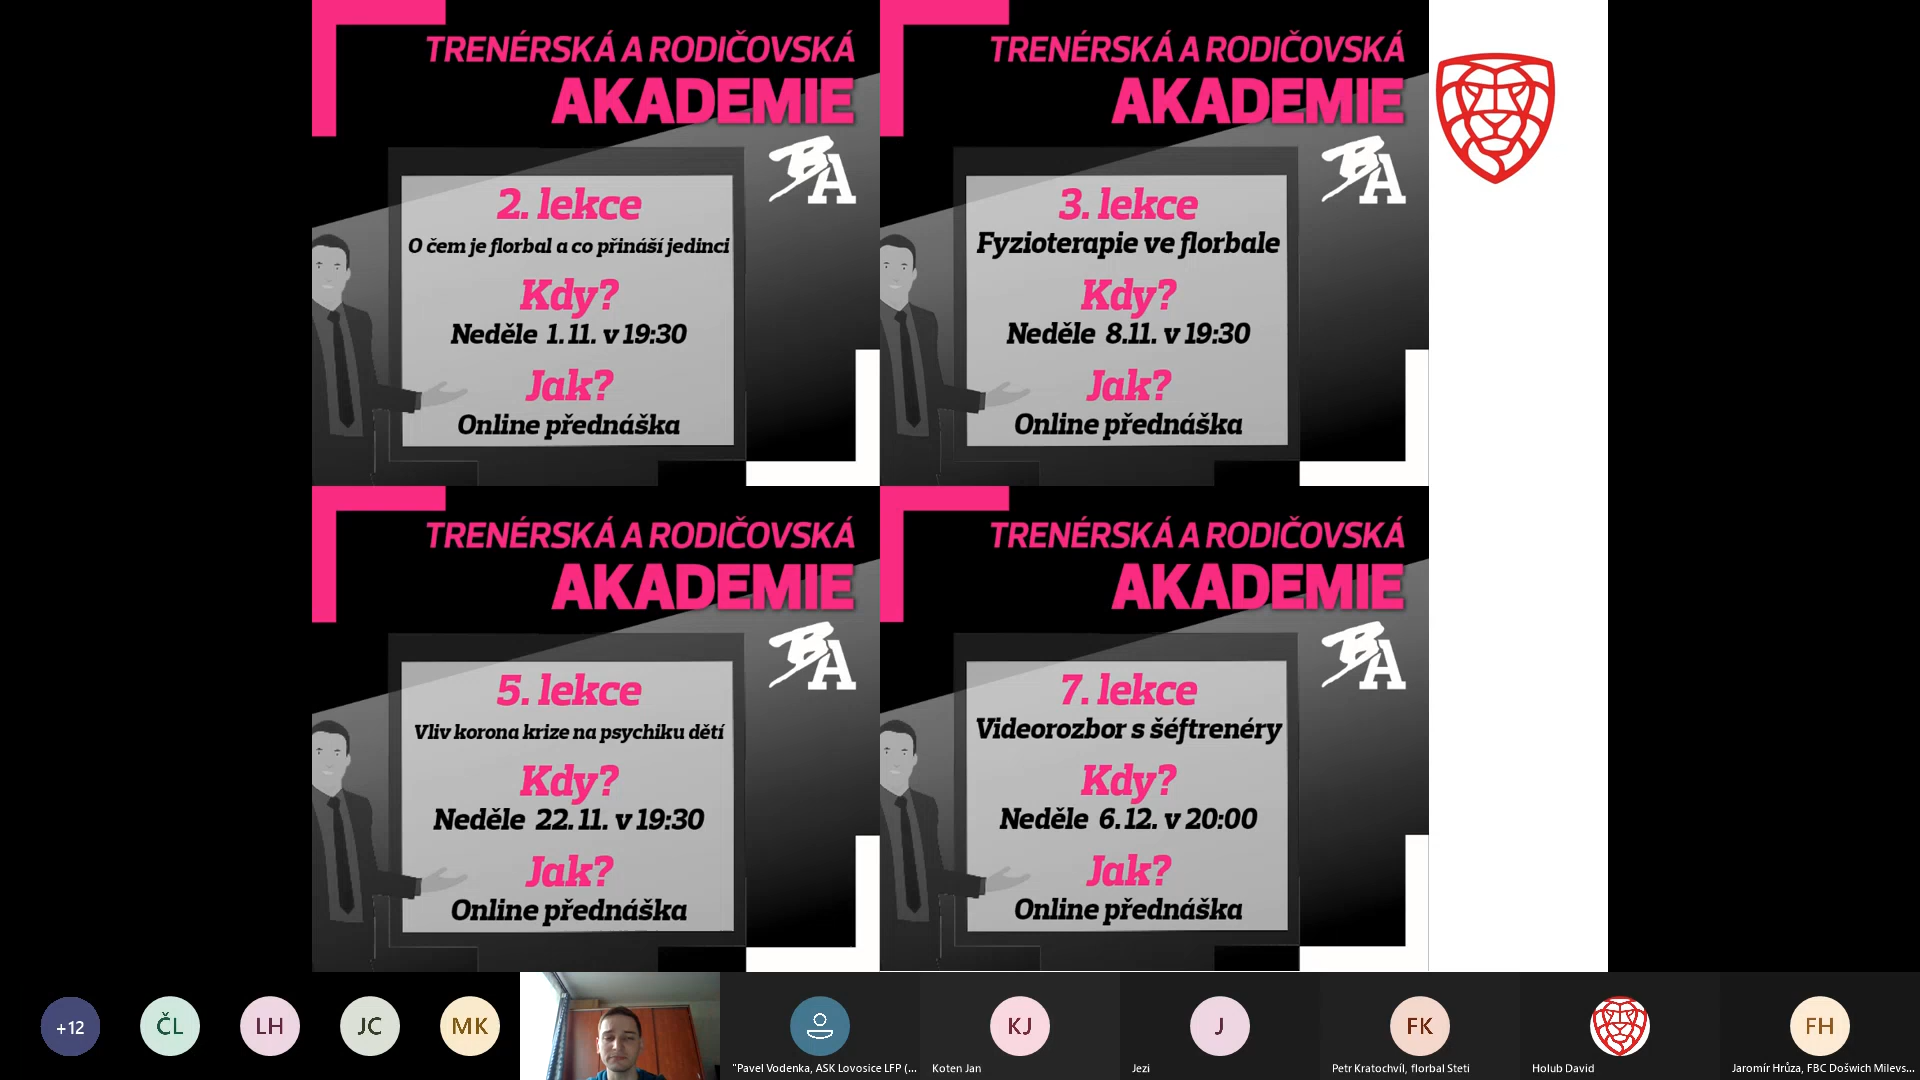 TRENÉRSKÁ A RODIČOVSKÁ
AKADEMIE
BA
2. lekce
O čem je florbal a co přináší jedinci
Kdy?
Neděle 1.11. v 19:30
Jak?
Online přednáška
TRENÉRSKÁ A RODIČOVSKÁ
AKADEMIE
BA
3. lekce
Fyzioterapie ve florbale
Kdy?
Neděle 8.11. v 19:30
Jak?
Online přednáška
TRENÉRSKÁ A RODIČOVSKÁ
AKADEMIE
BA
5. lekce
Vliv korona krize na psychiku dětí
Kdy?
Neděle 22.11. v 19:30
Jak?
Online přednáška
TRENÉRSKÁ A RODIČOVSKÁ
AKADEMIE
BA
7. lekce
Videorozbor s šéftrenéry
Kdy?
Neděle 6.12. v 20:00
Jak?
Online přednáška
+12
ČL
LH
JC
MK
"Pavel Vodenka, ASK Lovosice LFP (...
KJ
Koten Jan
J
Jezi
FK
Petr Kratochvíl, florbal Steti
Holub David
FH
Jaromír Hrůza, FBC Došwich Milevs...